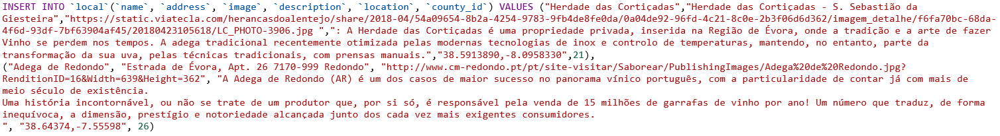 INSERT INTO `local`(`name`, `address`, `image`, `description`, `location`, `county_id`) VALUES ("Herdade das Cortiçadas","Herdade das Cortiçadas - S. Sebastião da
Giesteira","https://static.viatecla.com/herancasdoalentejo/share/2018-04/54a09654-8b2a-4254-9783-9fb4de8fe0da/0a04de92-96fd-4c21-8c0e-2b3f06d6d362/imagem_detalhe/f6fa70bc-68da-
4f6d-93df-7bf63904af45/20180423105618/LC_PHOTO-3906.jpg ",": A Herdade das Cortiçadas é uma propriedade privada, inserida na Região de Évora, onde a tradição e a arte de fazer
Vinho se perdem nos tempos. A adega tradicional recentemente otimizada pelas modernas tecnologias de inox e controlo de temperaturas, mantendo, no entanto, parte da
transformação da sua uva, pelas técnicas tradicionais, com prensas manuais.","38.5913890,-8.0958330",21),
("Adega de Redondo", "Estrada de Évora, Apt. 26 7170-999 Redondo", "http://www.cm-redondo.pt/pt/site-visitar/Saborear/PublishingImages/Adega%20de%20Redondo.jpg?
RenditionID=16&Width=639&Height=362", "A Adega de Redondo (AR) é um dos casos de maior sucesso no panorama vínico português, com a particularidade de contar já com mais de
meio século de existência.
Uma história incontornável, ou não se trate de um produtor que, por si só, é responsável pela venda de 15 milhões de garrafas de vinho por ano! Um número que traduz, de forma
inequívoca, a dimensão, prestígio e notoriedade alcançada junto dos cada vez mais exigentes consumidores.
", "38.64374,-7.55598", 26)